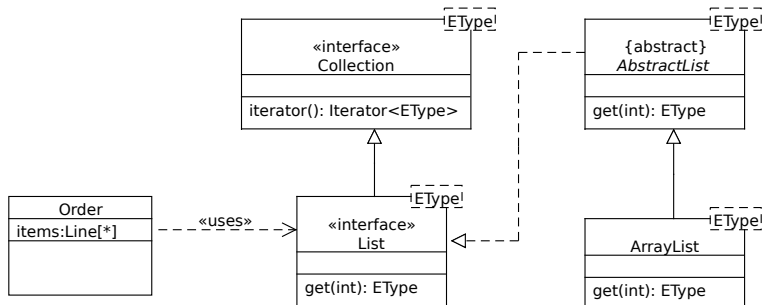 EType
«interface»
Collection
iterator(): Iterator<EType>
EType
{abstract}
AbstractList
get(int): EType
Order
items:Line[*]
«uses»
EType
«interface»
List
get(int): EType
EType
ArrayList
get(int): EType